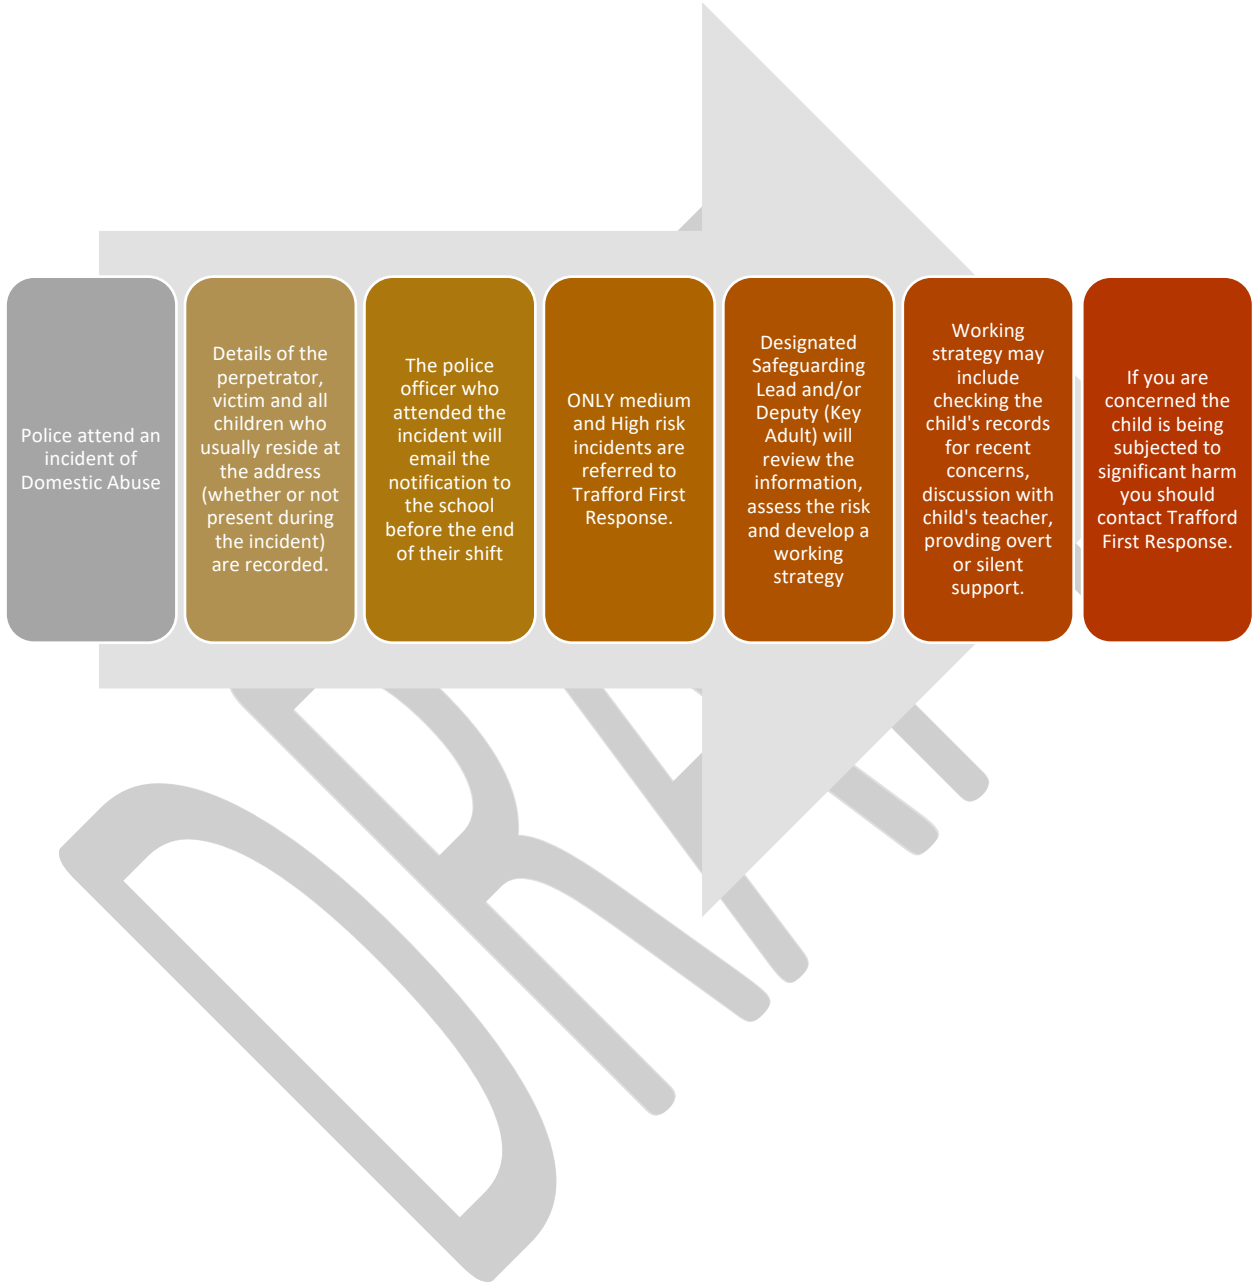 Police attend an
incident of
Domestic Abuse
Details of the
perpetrator,
victim and all
children who
usually reside at
the address
(whether or not
present during
the incident)
are recorded.
The police
officer who
attended the
incident will
email the
notification to
the school
before the end
of their shift
ONLY medium
and High risk
incidents are
referred to
Trafford First
Response.
Designated
Safeguarding
Lead and/or
Deputy (Key
Adult) will
review the
information,
assess the risk
and develop a
working
strategy
Working
strategy may
include
checking the
child's records
for recent
concerns,
discussion with
child's teacher,
provding overt
or silent
support.
If you are
concerned the
child is being
subjected to
significant harm
you should
contact Trafford
First Response.
DRAFT